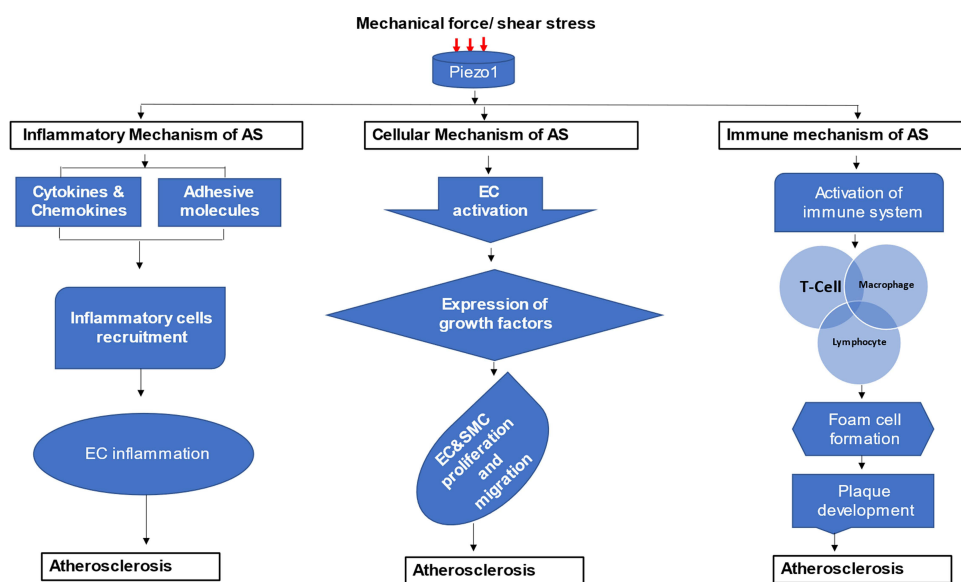 Mechanical force/ shear stress
Piezo1
Inflammatory Mechanism of AS
Cellular Mechanism of AS
Immune mechanism of AS
Cytokines &
Chemokines
Adhesive
molecules
EC
activation
Activation of
immune system
T-Cell
Macrophage
Lymphocyte
Inflammatory cells
recruitment
Expression of
growth factors
EC inflammation
EC&SMC
proliferation
and
migration
Foam cell
formation
Plaque
development
Atherosclerosis
Atherosclerosis
Atherosclerosis